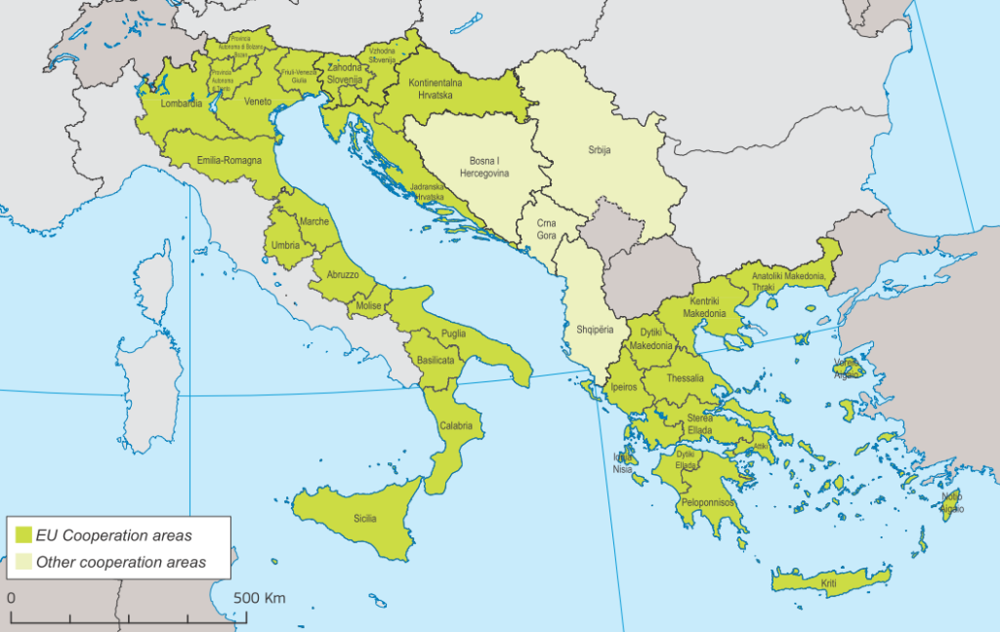 Provincia
Autonoma di Bolzano
Bozen
Provincia
Autonoma
di Trento
Friuli-Venezia
Giulia
Vzhodna
Slovenija
Zahodna
Slovenija
Kontinentalna
Hrvatska
Lombardia
Veneto
Emilia-Romagna
Bosna I
Hercegovina
Srbija
Jadranska
Hrvatska
Marche
Umbria
Crna
Gora
Abruzzo
Molise
Anatoliki Makedonia,
Thraki
Kentriki
Makedonia
Shqipëria
Dytiki
Makedonia
Puglia
Basilicata
Ipeiros
Thessalia
Voreio
Aigaio
Calabria
Sterea
Ellada
Attiki
Ionia
Nisia
Dytiki
Ellada
Peloponnisos
Notio
Aigaio
Sicilia
Kriti
EU Cooperation areas
Other cooperation areas
0
500 Km